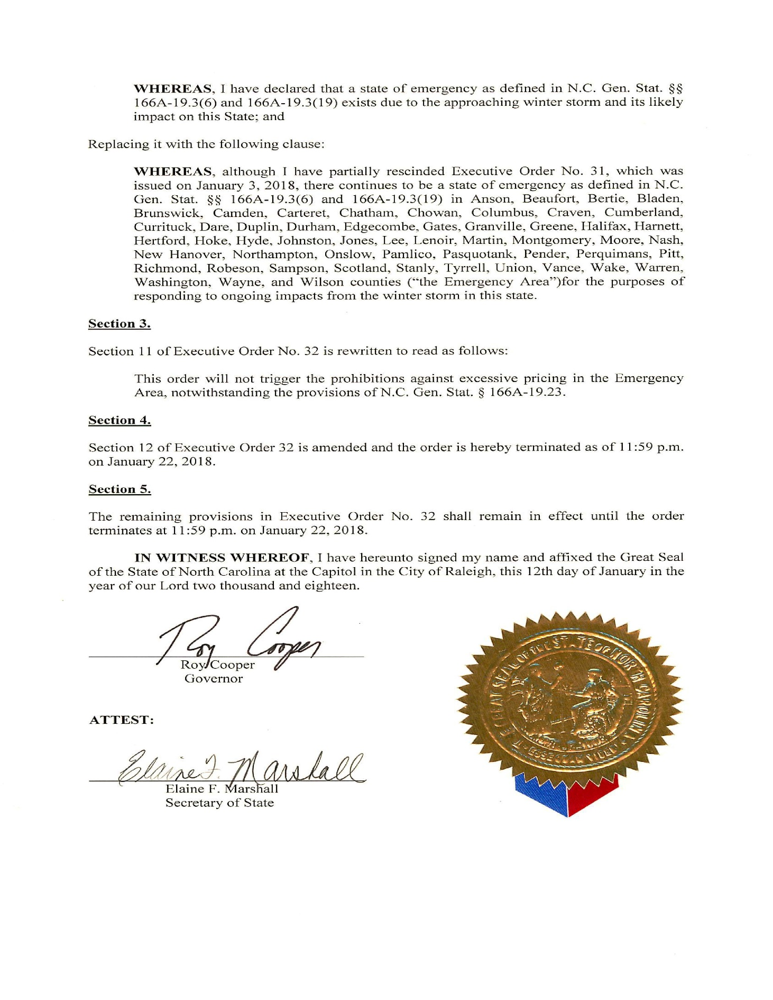 WHEREAS, I have declared that a state of emergency as defined in N.C. Gen. Stat. §§
166A-19.3(6) and 166A-19.3(19) exists due to the approaching winter storm and its likely
impact on this State; and
Replacing it with the following clause:
WHEREAS, although I have partially rescinded Executive Order No. 31, which was
issued on January 3, 2018, there continues to be a state of emergency as defined in N.C.
Gen. Stat. §§ 166A-19.3(6) and 166A-19.3(19) in Anson, Beaufort, Bertie, Bladen,
Brunswick, Camden, Carteret, Chatham, Chowan, Columbus, Craven, Cumberland,
Currituck, Dare, Duplin, Durham, Edgecombe, Gates, Granville, Greene, Halifax, Harnett,
Hertford, Hoke, Hyde, Johnston, Jones, Lee, Lenoir, Martin, Montgomery, Moore, Nash,
New Hanover, Northampton, Onslow, Pamlico, Pasquotank, Pender, Perquimans, Pitt,
Richmond, Robeson, Sampson, Scotland, Stanly, Tyrrell, Union, Vance, Wake, Warren,
Washington, Wayne, and Wilson counties (“the Emergency Area”)for the purposes of
responding to ongoing impacts from the winter storm in this state.
Section 3.
Section 11 of Executive Order No. 32 is rewritten to read as follows:
This order will not trigger the prohibitions against excessive pricing in the Emergency
Area, notwithstanding the provisions of N.C. Gen. Stat. § 166A-19.23.
Section 4.
Section 12 of Executive Order 32 is amended and the order is hereby terminated as of 11:59 p.m.
on January 22, 2018.
Section 5.
The remaining provisions in Executive Order No. 32 shall remain in effect until the order
terminates at 11:59 p.m. on January 22, 2018.
IN WITNESS WHEREOF, I have hereunto signed my name and affixed the Great Seal
of the State of North Carolina at the Capitol in the City of Raleigh, this 12th day of January in the
year of our Lord two thousand and eighteen.
Roy Cooper
Roy Cooper
Governor
ATTEST:
Elaine F. Marshall
Elaine F. Marshall
Secretary of State
GREAT SEAL OF THE STATE OF NORTH CAROLINA